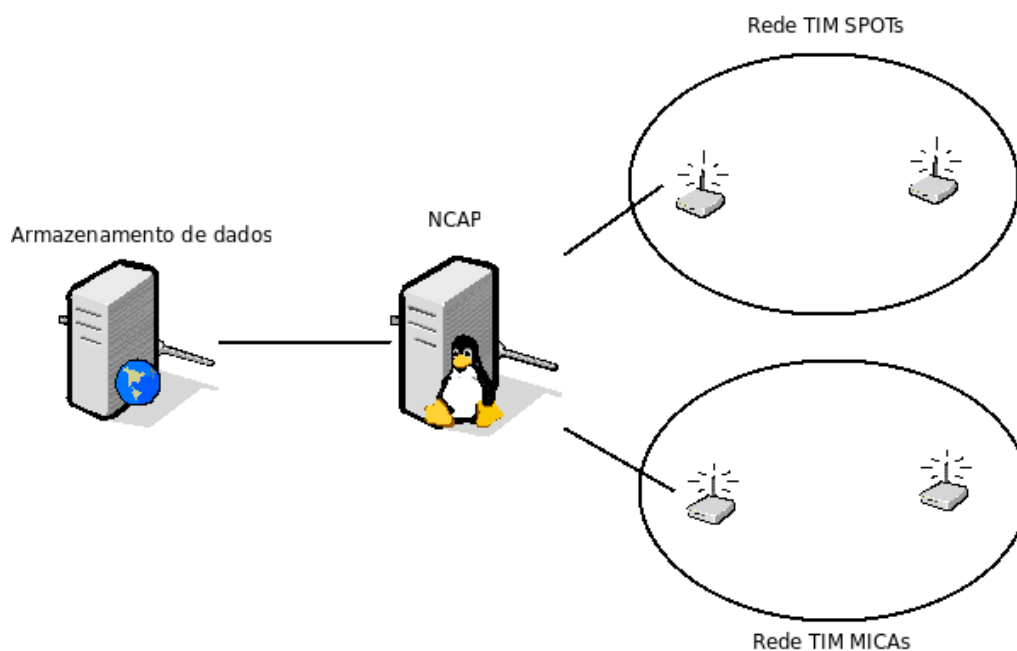 Rede TIM SPOTs
NCAP
Armazenamento de dados
Rede TIM MICAs